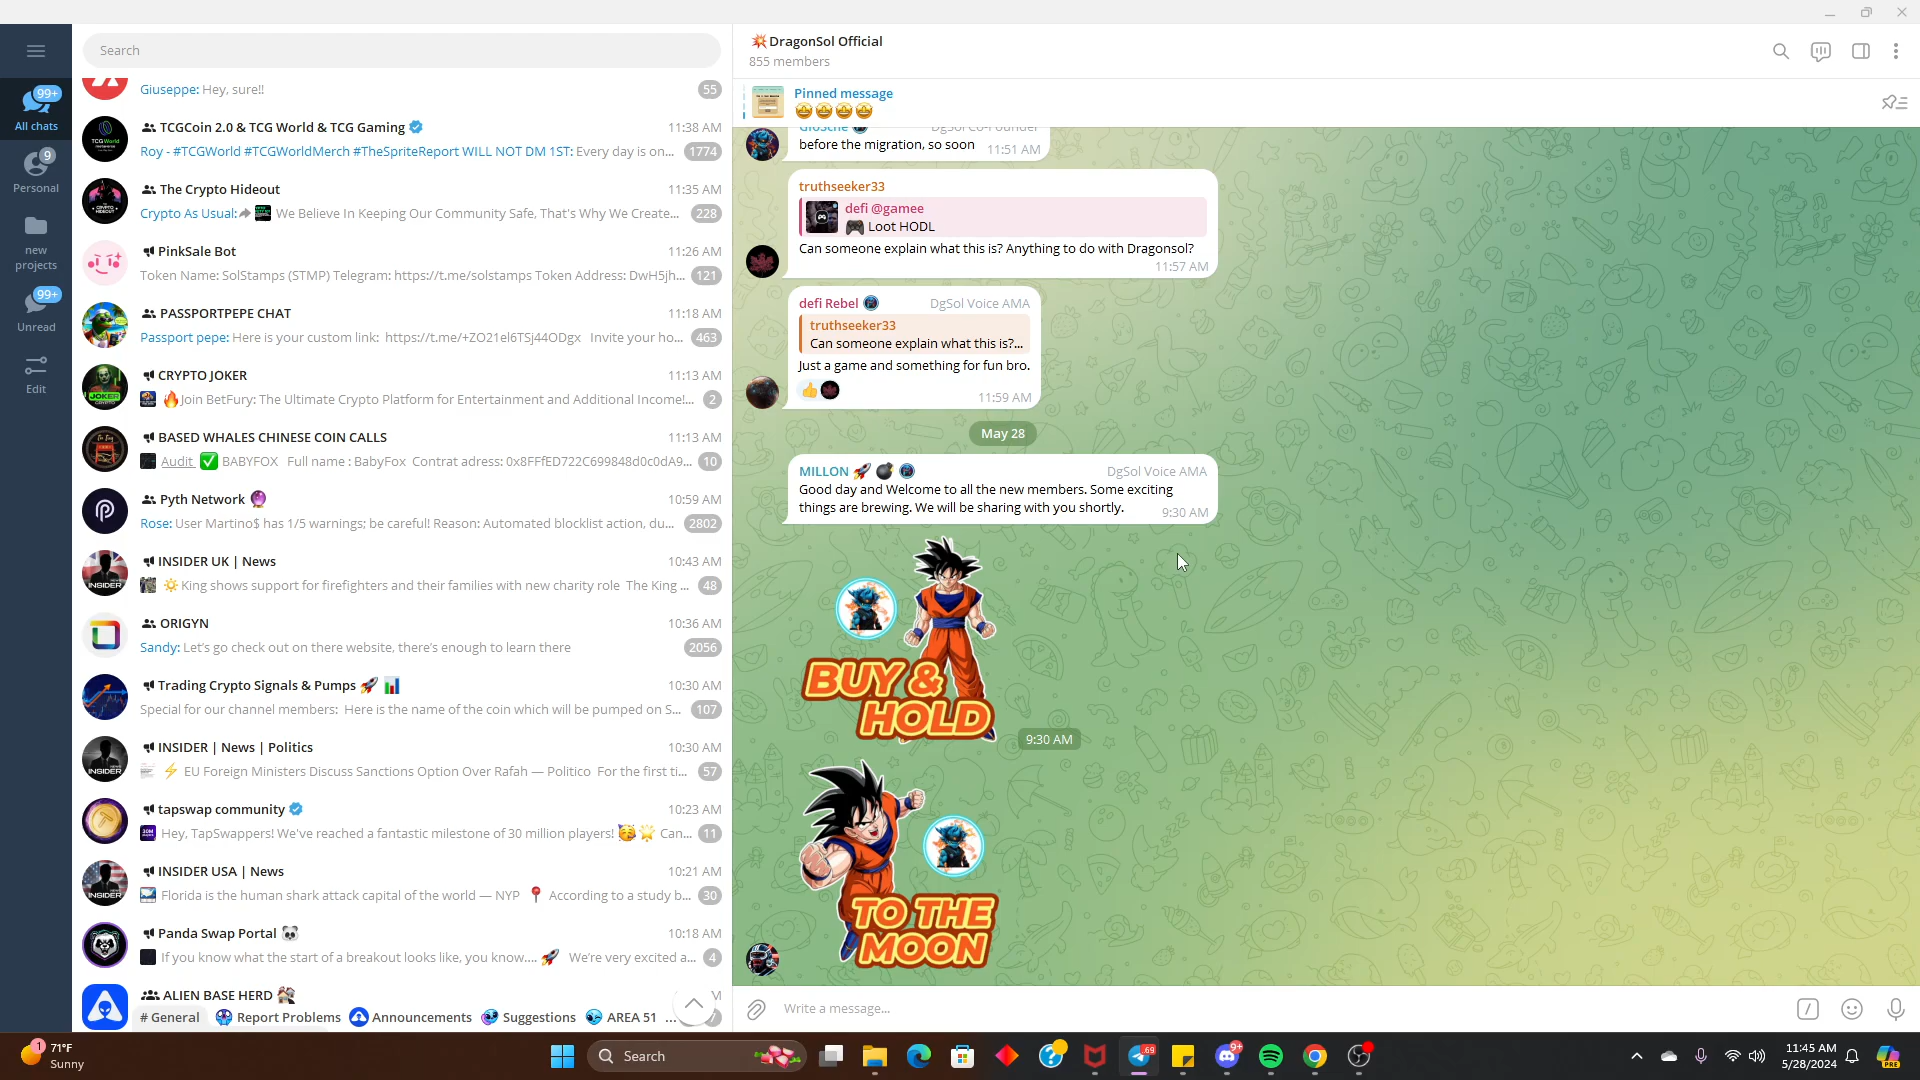 Search
99+
All chats
9
Personal
new
projects
99+
Unread
Edit
Giuseppe: Hey, sure!!
55
TCGCoin 2.0 & TCG World & TCG Gaming
11:38 AM
Roy - #TCGWorld #TCGWorldMerch #TheSpriteReport WILL NOT DM 1ST: Every day is on...
1774
The Crypto Hideout
11:35 AM
Crypto As Usual: We Believe In Keeping Our Community Safe, That's Why We Create...
228
PinkSale Bot
11:26 AM
Token Name: SolStamps (STMP) Telegram: https://t.me/solstamps Token Address: DwH5jh...
121
PASSPORTPEPE CHAT
11:18 AM
Passport pepe: Here is your custom link: https://t.me/+ZO21el6TSj44ODgx Invite your ho...
463
CRYPTO JOKER
11:13 AM
Join BetFury: The Ultimate Crypto Platform for Entertainment and Additional Income!...
2
BASED WHALES CHINESE COIN CALLS
11:13 AM
Audit BABYFOX Full name : BabyFox Contrat adress: 0x8FFfED722C699848d0c0dA9...
10
Pyth Network
10:59 AM
Rose: User Martino$ has 1/5 warnings; be careful! Reason: Automated blocklist action, du...
2802
INSIDER UK | News
10:43 AM
King shows support for firefighters and their families with new charity role The King ...
48
ORIGYN
10:36 AM
Sandy: Let's go check out on there website, there's enough to learn there
2056
Trading Crypto Signals & Pumps
10:30 AM
Special for our channel members: Here is the name of the coin which will be pumped on S...
107
INSIDER | News | Politics
10:30 AM
EU Foreign Ministers Discuss Sanctions Option Over Rafah — Politico For the first ti...
57
tapswap community
10:23 AM
Hey, TapSwappers! We've reached a fantastic milestone of 30 million players! Can...
11
INSIDER USA | News
10:21 AM
Florida is the human shark attack capital of the world — NYP According to a study b...
30
Panda Swap Portal
10:18 AM
If you know what the start of a breakout looks like, you know.... We're very excited a...
4
ALIEN BASE HERD
# General Report Problems Announcements Suggestions AREA 51 ...
DragonSol Official
855 members
Pinned message
GioSche DgSol Co-Founder
before the migration, so soon 11:51 AM
truthseeker33
defi @gamee
Loot HODL
Can someone explain what this is? Anything to do with Dragonsol?
11:57 AM
defi Rebel DgSol Voice AMA
truthseeker33
Can someone explain what this is?...
Just a game and something for fun bro.
11:59 AM
May 28
MILLON DgSol Voice AMA
Good day and Welcome to all the new members. Some exciting
things are brewing. We will be sharing with you shortly. 9:30 AM
BUY &
HOLD
9:30 AM
TO THE
MOON
Write a message...
1
71°F
Sunny
Search
69
9+
11:45 AM
5/28/2024
PRE